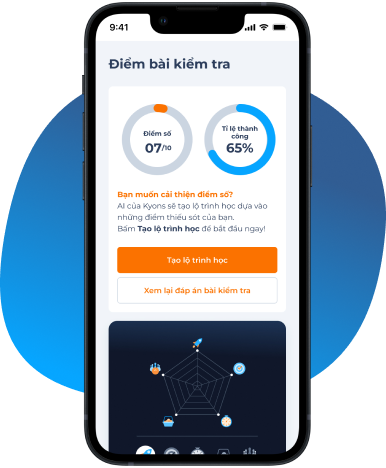 9:41
Điểm bài kiểm tra
Điểm số
07/10
Tỉ lệ thành
công
65%
Bạn muốn cải thiện điểm số?
AI của Kyons sẽ tạo lộ trình học dựa vào
những điểm thiếu sót của bạn.
Bấm Tạo lộ trình học để bắt đầu ngay!
Tạo lộ trình học
Xem lại đáp án bài kiểm tra